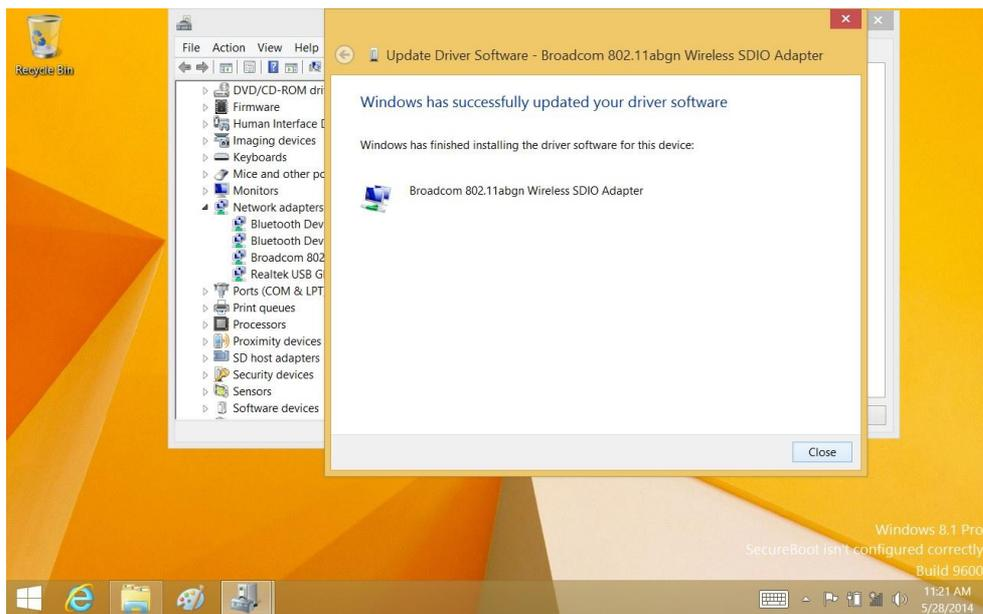 Recycle Bin
File Action View Help
DVD/CD-ROM dri
Firmware
Human Interface D
Imaging devices
Keyboards
Mice and other po
Monitors
Network adapters
Bluetooth Dev
Bluetooth Dev
Broadcom 802
Realtek USB G
Ports (COM & LPT
Print queues
Processors
Proximity devices
SD host adapters
Security devices
Sensors
Software devices
Update Driver Software - Broadcom 802.11abgn Wireless SDIO Adapter
Windows has successfully updated your driver software
Windows has finished installing the driver software for this device:
Broadcom 802.11abgn Wireless SDIO Adapter
Close
Windows 8.1 Pro
SecureBoot isn't configured correctly
Build 9600
11:21 AM
5/28/2014